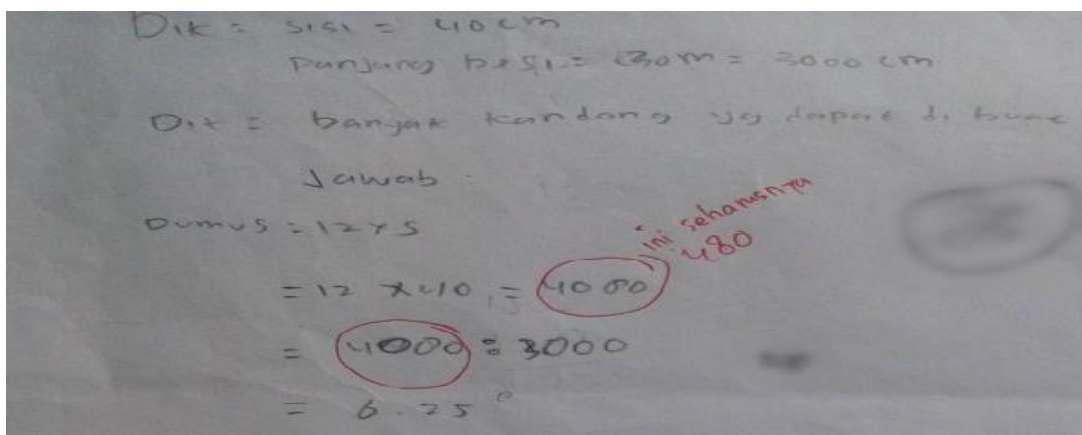 Dik = sisi = 40 cm
Panjang besi = 30 m = 3000 cm
Dit = banyak kandang yg dapat di buat
Jawab
Rumus = 12 x s
ini seharusnya
480
= 12 x 40 = 4000
= 4000 : 3000
= 6.25